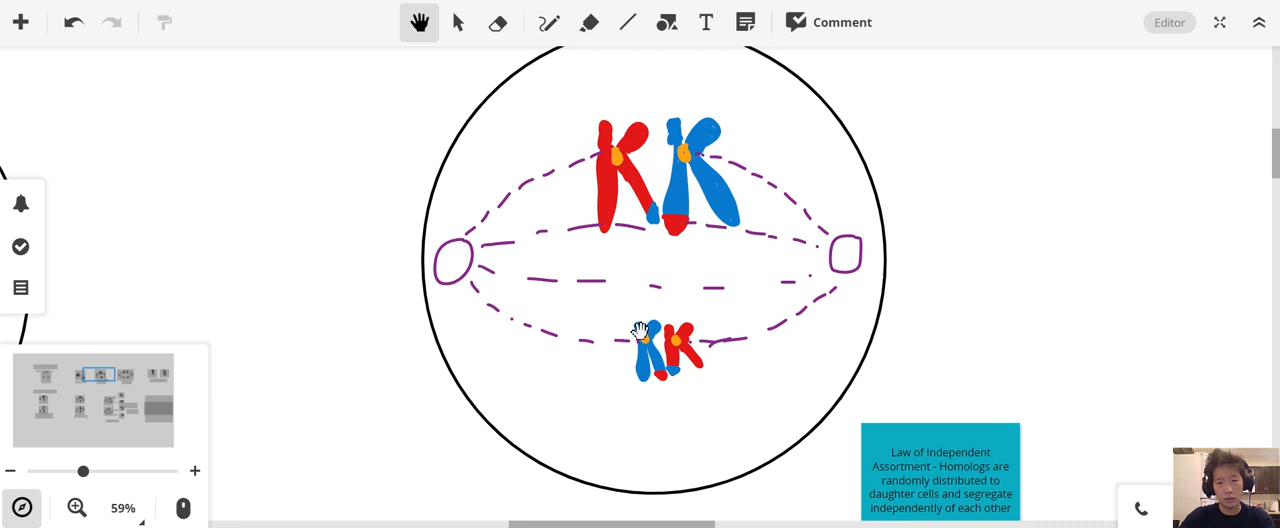 Comment
Editor
59%
Law of Independent
Assortment - Homologs are
randomly distributed to
daughter cells and segregate
independently of each other